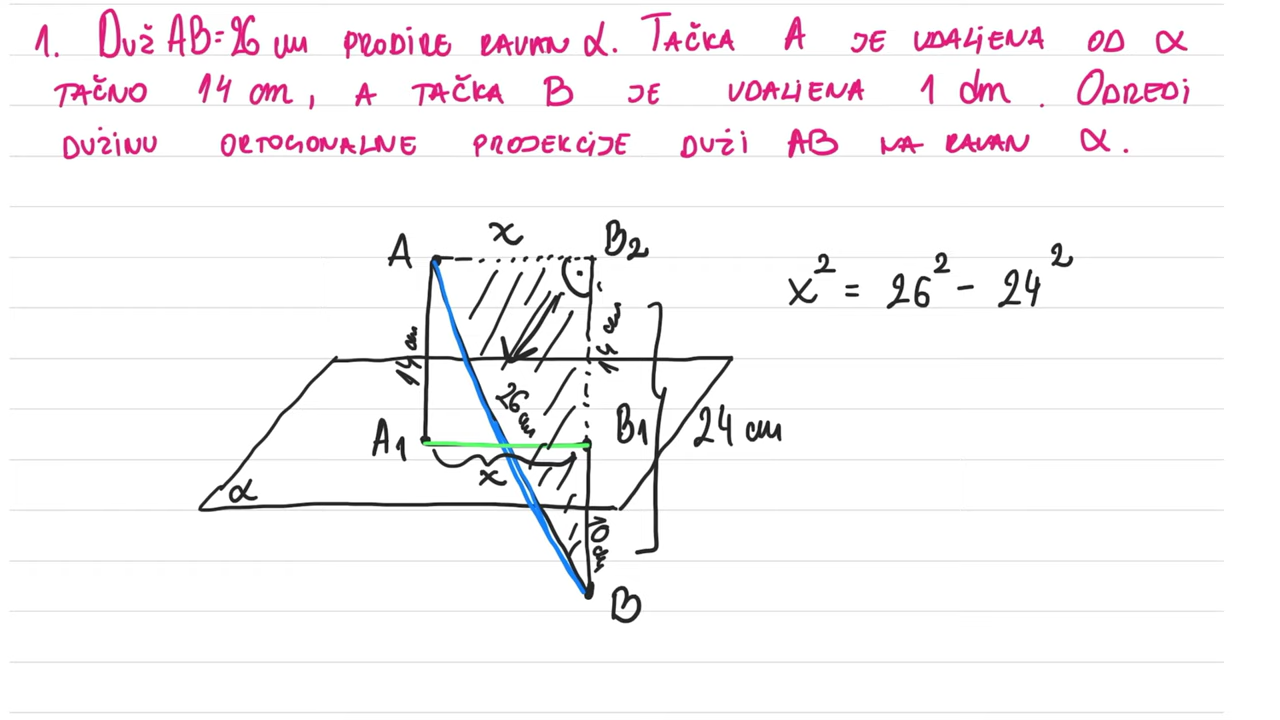 1. Duž AB=26 cm PRODIRE RAVAN α. TAČKA A JE UDALJENA OD α
TAČNO 14 cm, A TAČKA B JE UDALJENA 1 dm. ODREDI
DUŽINU ORTOGONALNE PROJEKCIJE DUŽI AB NA RAVAN α.
A x B2
x² = 26² - 24²
14 cm 14 cm
26 cm
A1 B1 24 cm
x
α
10 cm
B